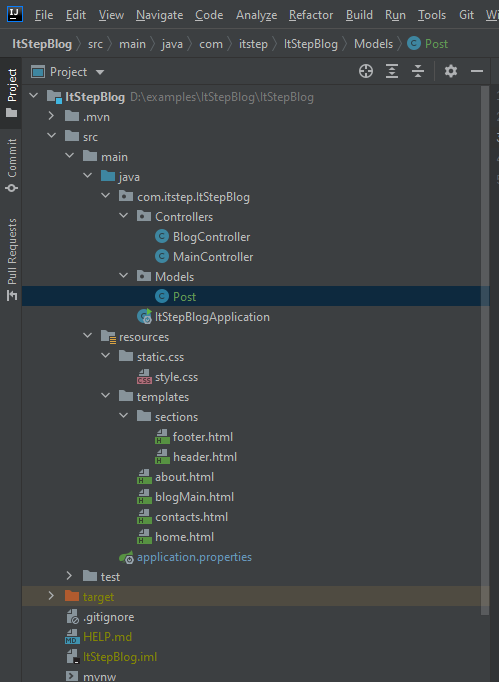 IJ File Edit View Navigate Code Analyze Refactor Build Run Tools Git Wi
ItStepBlog src main java com itstep ItStepBlog Models C Post
Project
Project
ItStepBlog D:\examples\ItStepBlog\ItStepBlog
.mvn
src
main
java
com.itstep.ItStepBlog
Controllers
C BlogController
C MainController
Models
C Post
C ItStepBlogApplication
resources
static.css
CSS style.css
templates
sections
H footer.html
H header.html
H about.html
H blogMain.html
H contacts.html
H home.html
application.properties
test
target
.gitignore
MD HELP.md
ItStepBlog.iml
mvnw
Commit
Pull Requests